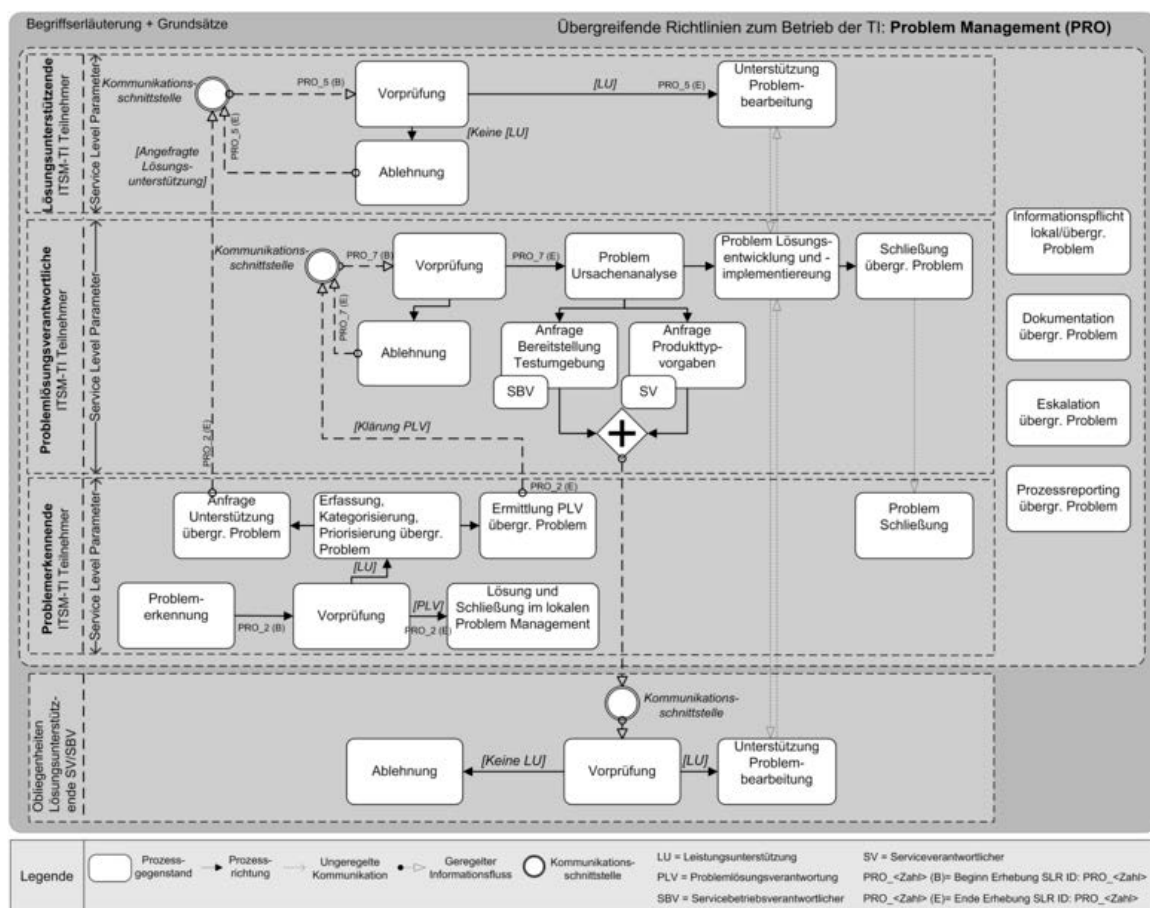 Begriffserläuterung + Grundsätze
Übergreifende Richtlinien zum Betrieb der TI: Problem Management (PRO)
Lösungsunterstützende
ITSM-TI Teilnehmer
Service Level Parameter
Kommunikations-
schnittstelle
PRO_5 (B)
Vorprüfung
[LU]
PRO_5 (E)
Unterstützung
Problem-
bearbeitung
PRO_5 (E)
[Keine [LU]
[Angefragte
Lösungs-
unterstützung]
Ablehnung
Problemlösungsverantwortliche
ITSM-TI Teilnehmer
Service Level Parameter
Kommunikations-
schnittstelle
PRO_7 (B)
Vorprüfung
PRO_7 (E)
Problem
Ursachenanalyse
Problem Lösungs-
entwicklung und -
implementiereung
Schließung
übergr. Problem
PRO_7 (E)
Ablehnung
Anfrage
Bereitstellung
Testumgebung
SBV
Anfrage
Produkttyp-
vorgaben
SV
[Klärung PLV]
PRO_2 (E)
Informationspflicht
lokal/übergr.
Problem
Dokumentation
übergr. Problem
Eskalation
übergr. Problem
Prozessreporting
übergr. Problem
Problemerkennende
ITSM-TI Teilnehmer
Service Level Parameter
PRO_2 (E)
Anfrage
Unterstützung
übergr. Problem
Erfassung,
Kategorisierung,
Priorisierung übergr.
Problem
Ermittlung PLV
übergr. Problem
Problem
Schließung
[LU]
Problem-
erkennung
PRO_2 (B)
Vorprüfung
[PLV]
PRO_2 (E)
Lösung und
Schließung im lokalen
Problem Management
Obliegenheiten
Lösungsunterstütz-
ende SV/SBV
Kommunikations-
schnittstelle
Ablehnung
[Keine LU]
Vorprüfung
[LU]
Unterstützung
Problem-
bearbeitung
Legende
Prozess-
gegenstand
Prozess-
richtung
Ungeregelte
Kommunikation
Geregelter
Informationsfluss
Kommunikations-
schnittstelle
LU = Leistungsunterstützung
PLV = Problemlösungsverantwortung
SBV = Servicebetriebsverantwortlicher
SV = Serviceverantwortlicher
PRO_<Zahl> (B)= Beginn Erhebung SLR ID: PRO_<Zahl>
PRO_<Zahl> (E)= Ende Erhebung SLR ID: PRO_<Zahl>